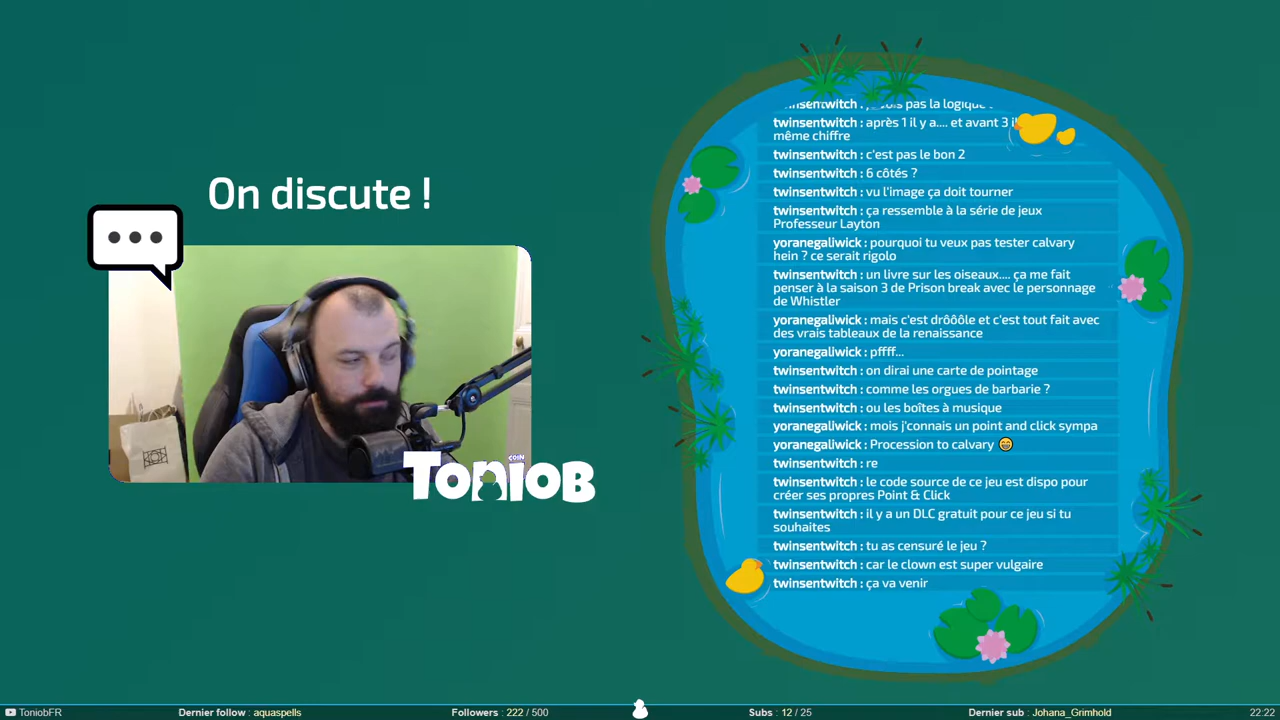 On discute !
COIN
TONIOB
twinsentwitch : pas la logique
twinsentwitch : après 1 il y a.... et avant 3
même chiffre
twinsentwitch : c'est pas le bon 2
twinsentwitch : 6 côtés ?
twinsentwitch : vu l'image ça doit tourner
twinsentwitch : ça ressemble à la série de jeux
Professeur Layton
yoranegaliwick : pourquoi tu veux pas tester calvary
hein ? ce serait rigolo
twinsentwitch : un livre sur les oiseaux.... ça me fait
penser à la saison 3 de Prison break avec le personnage
de Whistler
yoranegaliwick : mais c'est drôôôle et c'est tout fait avec
des vrais tableaux de la renaissance
yoranegaliwick : pffff...
twinsentwitch : on dirai une carte de pointage
twinsentwitch : comme les orgues de barbarie ?
twinsentwitch : ou les boîtes à musique
yoranegaliwick : mois j'connais un point and click sympa
yoranegaliwick : Procession to calvary 😄
twinsentwitch : re
twinsentwitch : le code source de ce jeu est dispo pour
créer ses propres Point & Click
twinsentwitch : il y a un DLC gratuit pour ce jeu si tu
souhaites
twinsentwitch : tu as censuré le jeu ?
twinsentwitch : car le clown est super vulgaire
twinsentwitch : ça va venir
ToniobFR Dernier follow : aquaspells Followers : 222 / 500 Subs : 12 / 25 Dernier sub : Johana_Grimhold 22:22